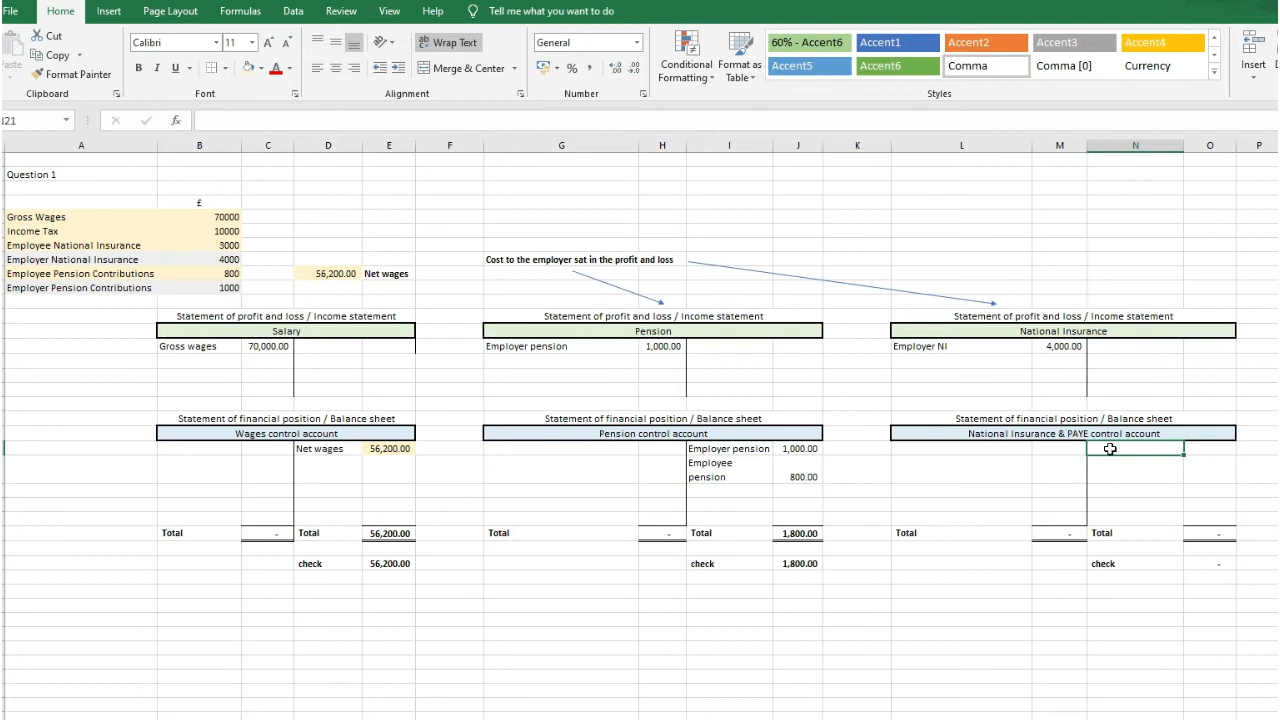 File Home Insert Page Layout Formulas Data Review View Help Tell me what you want to do
Cut
Copy
Paste
Format Painter
Clipboard
Calibri 11
B I U
Font
Wrap Text
Merge & Center
Alignment
General
Number
Conditional Formatting
Format as Table
60% - Accent6 Accent1 Accent2 Accent3 Accent4
Accent5 Accent6 Comma Comma [0] Currency
Styles
Insert
N21 fx
A B C D E F G H I J K L M N O P
Question 1
£
Gross Wages 70000
Income Tax 10000
Employee National Insurance 3000
Employer National Insurance 4000 Cost to the employer sat in the profit and loss
Employee Pension Contributions 800 56,200.00 Net wages
Employer Pension Contributions 1000
Statement of profit and loss / Income statement Statement of profit and loss / Income statement Statement of profit and loss / Income statement
Salary Pension National Insurance
Gross wages 70,000.00 Employer pension 1,000.00 Employer NI 4,000.00
Statement of financial position / Balance sheet Statement of financial position / Balance sheet Statement of financial position / Balance sheet
Wages control account Pension control account National Insurance & PAYE control account
Net wages 56,200.00 Employer pension 1,000.00
Employee
pension 800.00
Total - Total 56,200.00 Total - Total 1,800.00 Total - Total -
check 56,200.00 check 1,800.00 check -